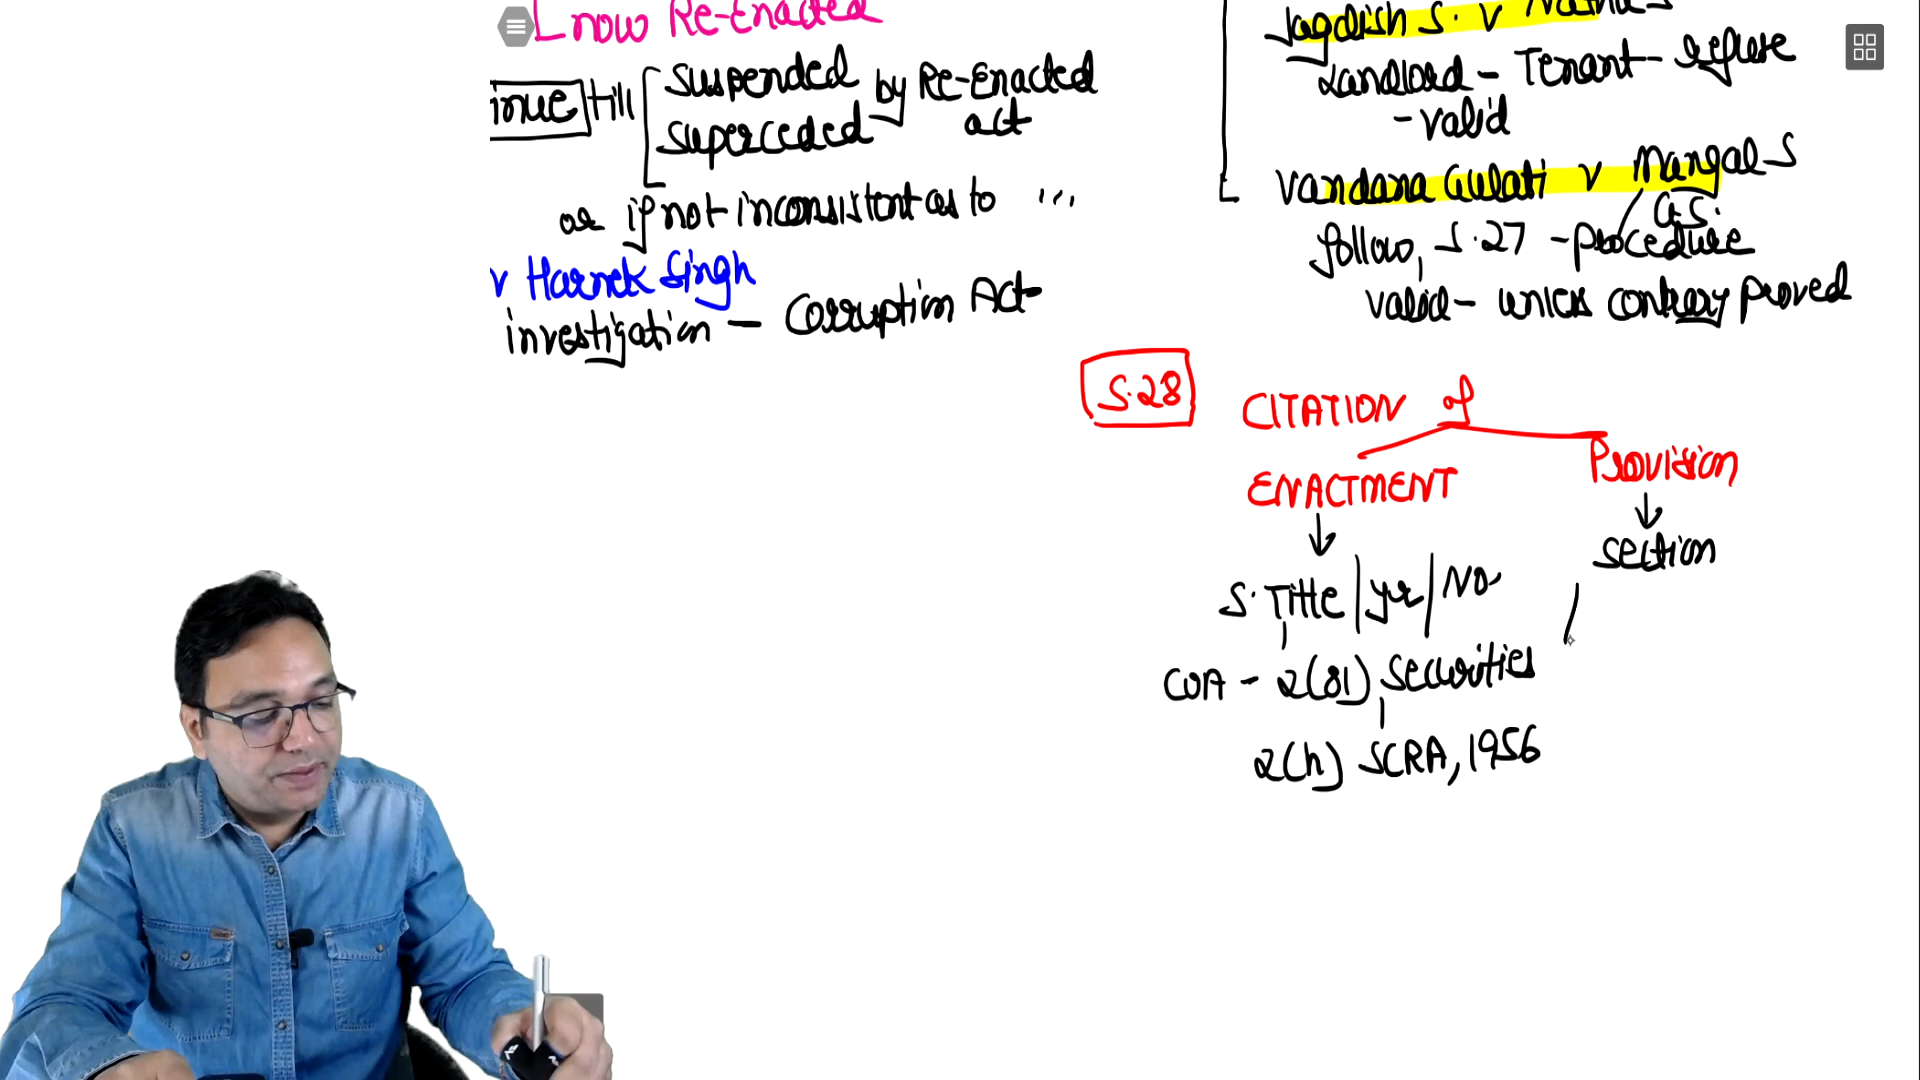 now Re-Enacted
inue till
suspended
superceded
by Re-Enacted
act
or if not inconsistent as to ...
v Harnek Singh
investigation - Corruption Act
Jagdish S. v
Landlord - Tenant - refuse
- valid
Vandana Gulati v Mangal S
G.S.
follow, S.27 - procedure
valid - unless contrary proved
S.28
CITATION of
ENACTMENT
Provision
section
S. Title / yr / No.
COA - 2(81) Securities
2(h) SCRA, 1956